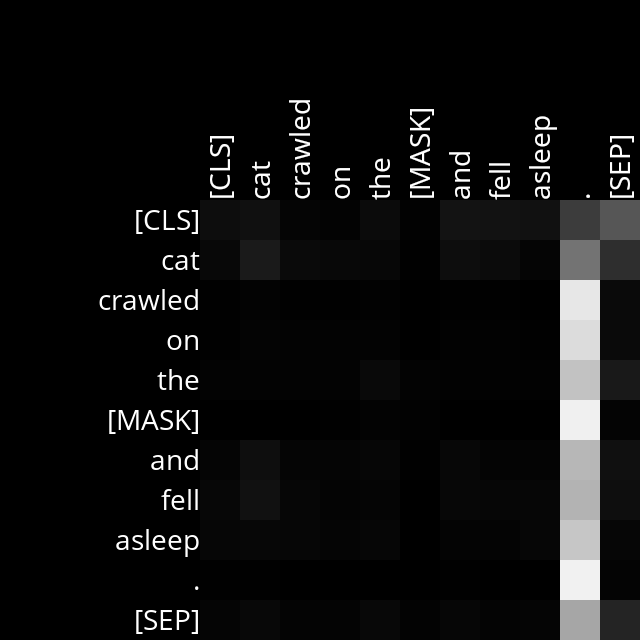 [CLS] cat crawled on the [MASK] and fell asleep . [SEP]
[CLS]
cat
crawled
on
the
[MASK]
and
fell
asleep
.
[SEP]